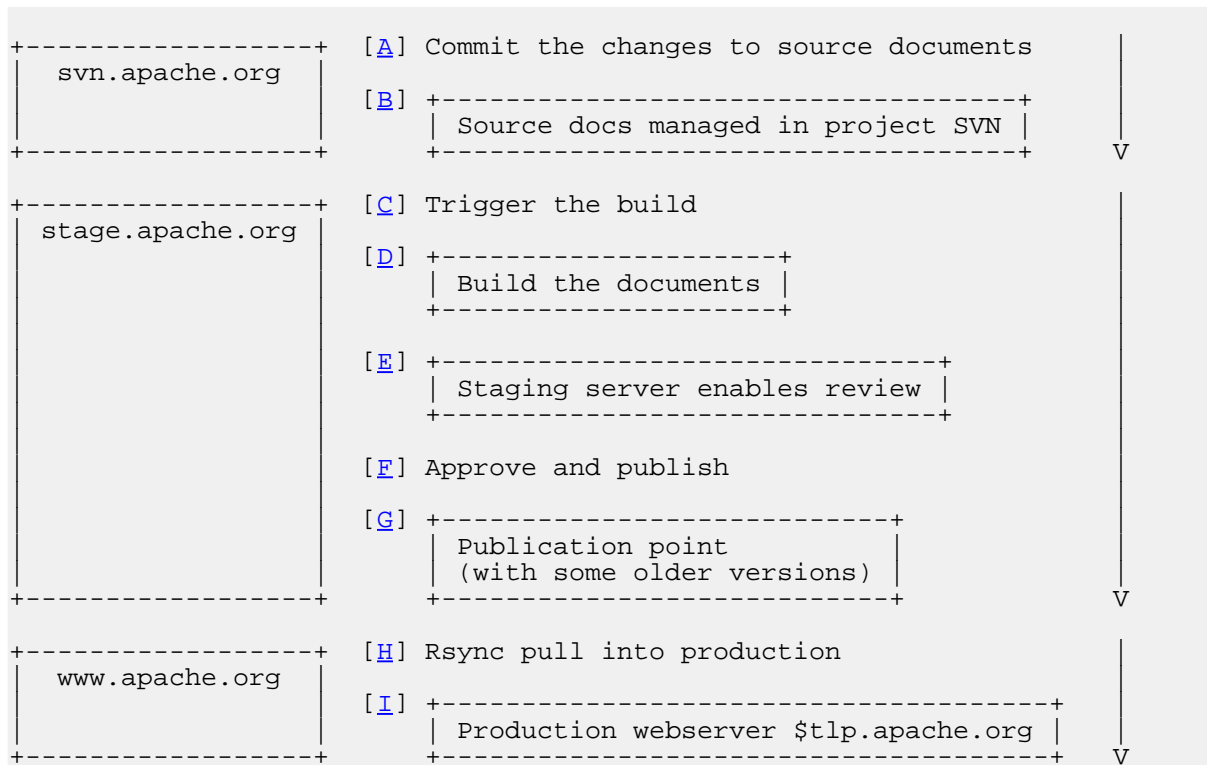 [A] Commit the changes to source documents
svn.apache.org
[B]
Source docs managed in project SVN
V
[C] Trigger the build
stage.apache.org
[D]
Build the documents
[E]
Staging server enables review
[F] Approve and publish
[G]
Publication point
(with some older versions)
V
[H] Rsync pull into production
www.apache.org
[I]
Production webserver $tlp.apache.org
V